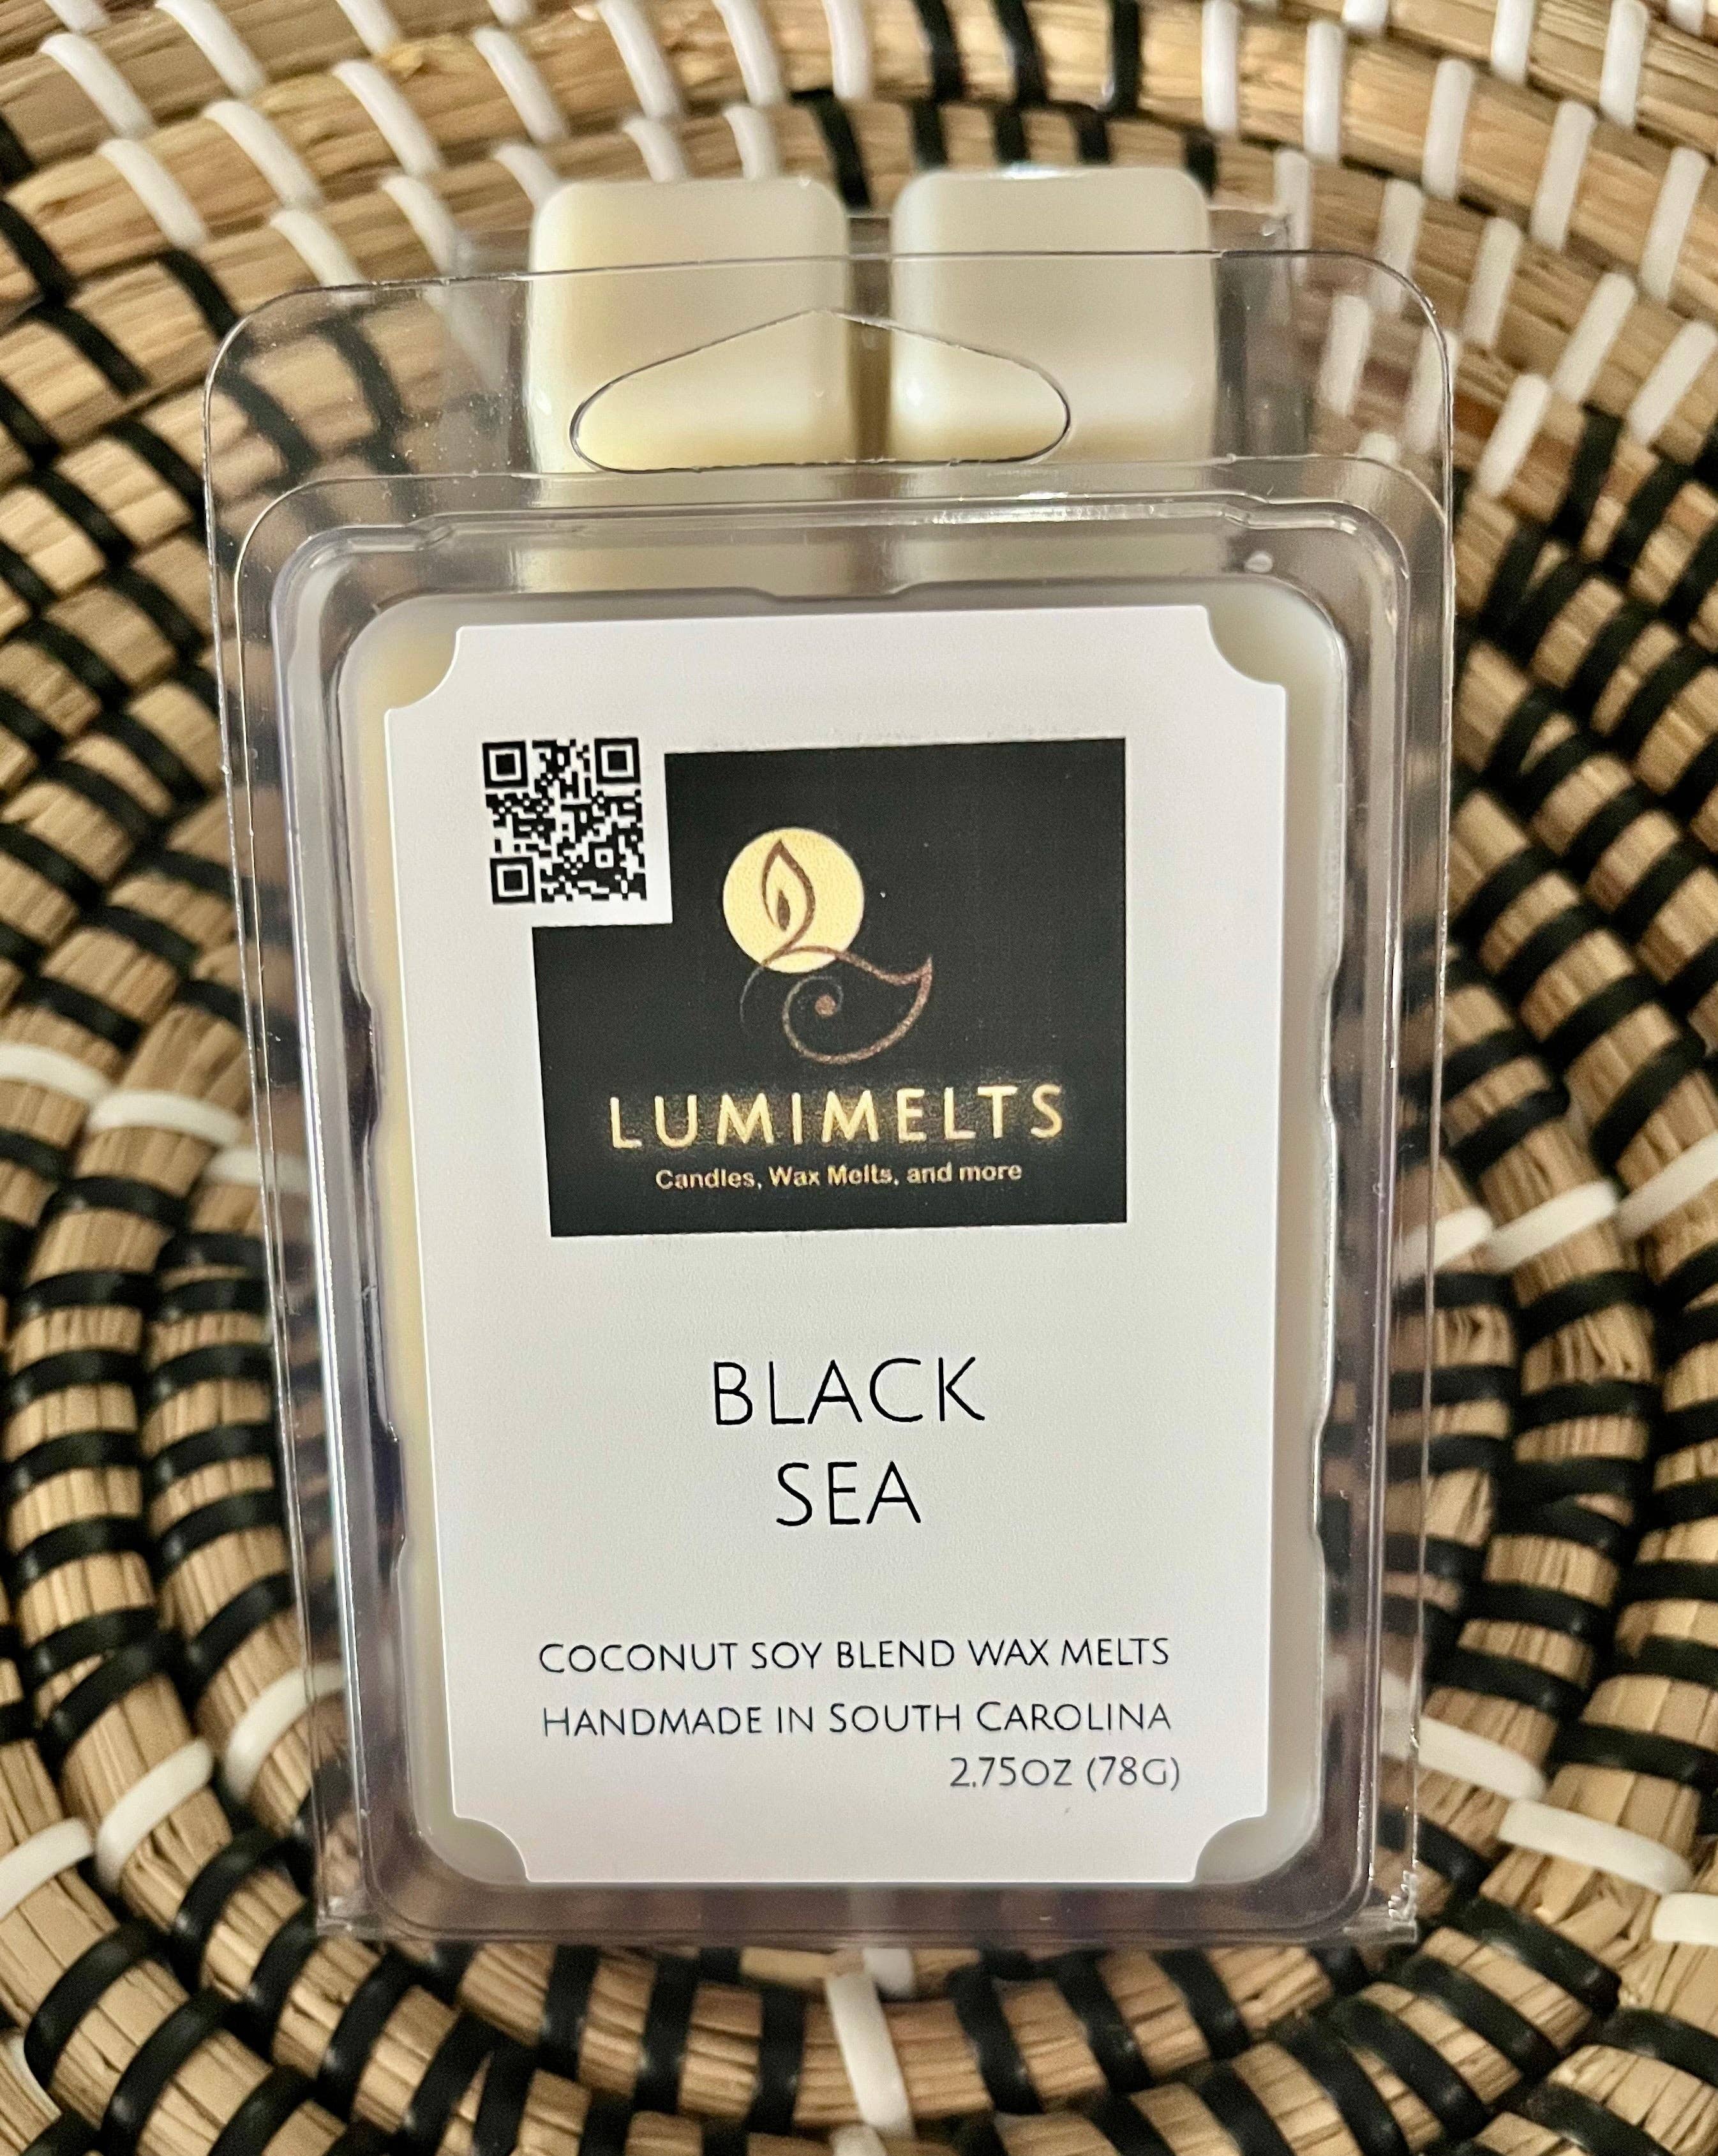 LUMIMELTS
Candles, Wax Melts, and more
BLACK
SEA
COCONUT SOY BLEND WAX MELTS
HANDMADE IN SOUTH CAROLINA
2.75OZ (78G)